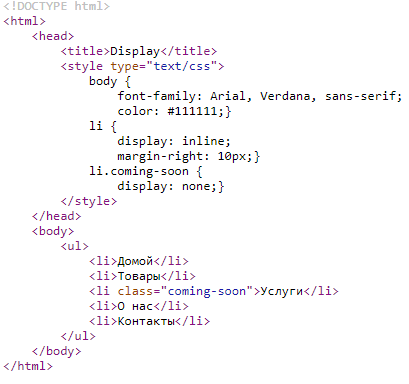 <!DOCTYPE html>
<html>
    <head>
        <title>Display</title>
        <style type="text/css">
            body {
                font-family: Arial, Verdana, sans-serif;
                color: #111111;}
            li {
                display: inline;
                margin-right: 10px;}
            li.coming-soon {
                display: none;}
        </style>
    </head>
    <body>
        <ul>
            <li>Домой</li>
            <li>Товары</li>
            <li class="coming-soon">Услуги</li>
            <li>О нас</li>
            <li>Контакты</li>
        </ul>
    </body>
</html>